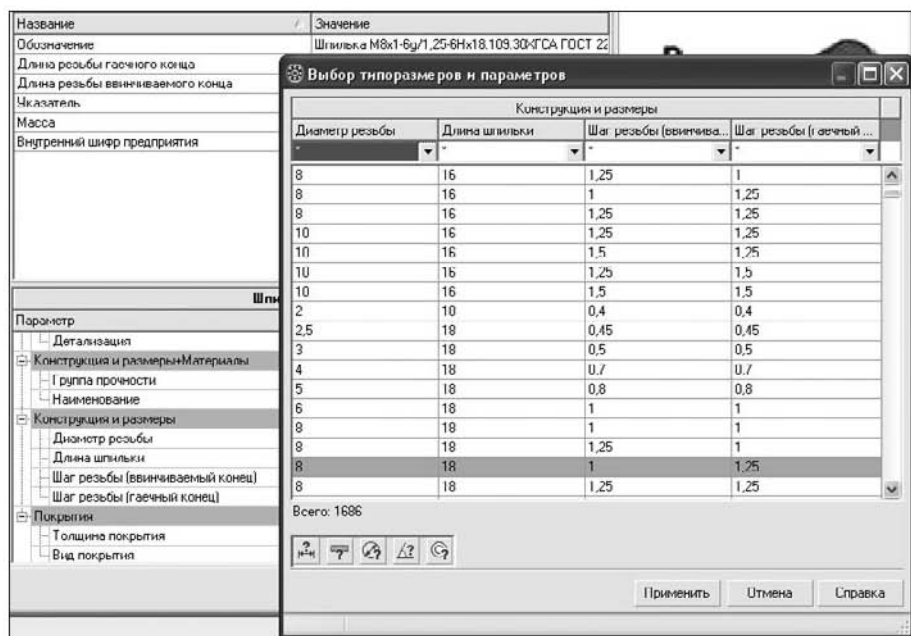 Название Значение
Обозначение Шпилька М8х1-6g/1,25-6Нх18.109.30ХГСА ГОСТ 22
Длина резьбы гаечного конца
Длина резьбы ввинчиваемого конца
Указатель
Масса
Внутренний шифр предприятия
Шпи
Параметр
Детализация
Конструкция и размеры+Материалы
Группа прочности
Наименование
Конструкция и размеры
Диаметр резьбы
Длина шпильки
Шаг резьбы (ввинчиваемый конец)
Шаг резьбы (гаечный конец)
Покрытия
Толщина покрытия
Вид покрытия
Выбор типоразмеров и параметров
Конструкция и размеры
Диаметр резьбы Длина шпильки Шаг резьбы (ввинчива... Шаг резьбы (гаечный ...
* * * *
8 16 1,25 1
8 16 1 1,25
8 16 1,25 1,25
10 16 1,25 1,25
10 16 1,5 1,25
10 16 1,25 1,5
10 16 1,5 1,5
2 10 0,4 0,4
2,5 18 0,45 0,45
3 18 0,5 0,5
4 18 0,7 0,7
5 18 0,8 0,8
6 18 1 1
8 18 1 1
8 18 1,25 1
8 18 1 1,25
8 18 1,25 1,25
Всего: 1686
Применить Отмена Справка